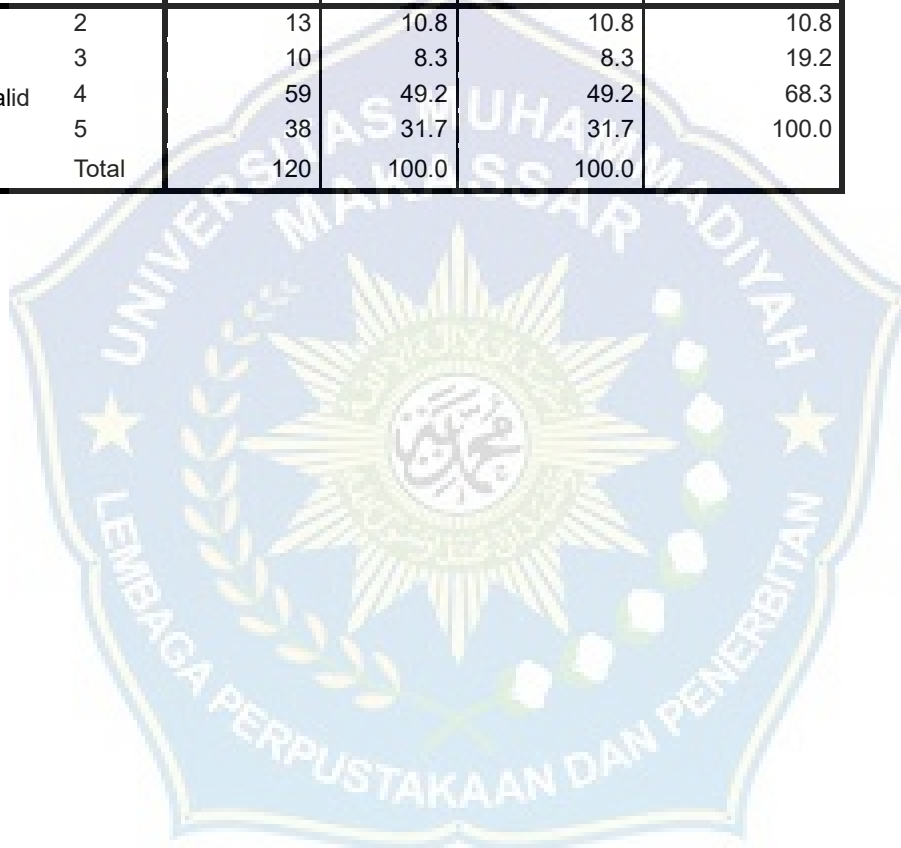 2 13 10.8 10.8 10.8
3 10 8.3 8.3 19.2
alid 4 59 49.2 49.2 68.3
5 38 31.7 31.7 100.0
Total 120 100.0 100.0
UNIVERSITAS MUHAMMADIYAH
MAKASSAR
LEMBAGA PERPUSTAKAAN DAN PENERBITAN